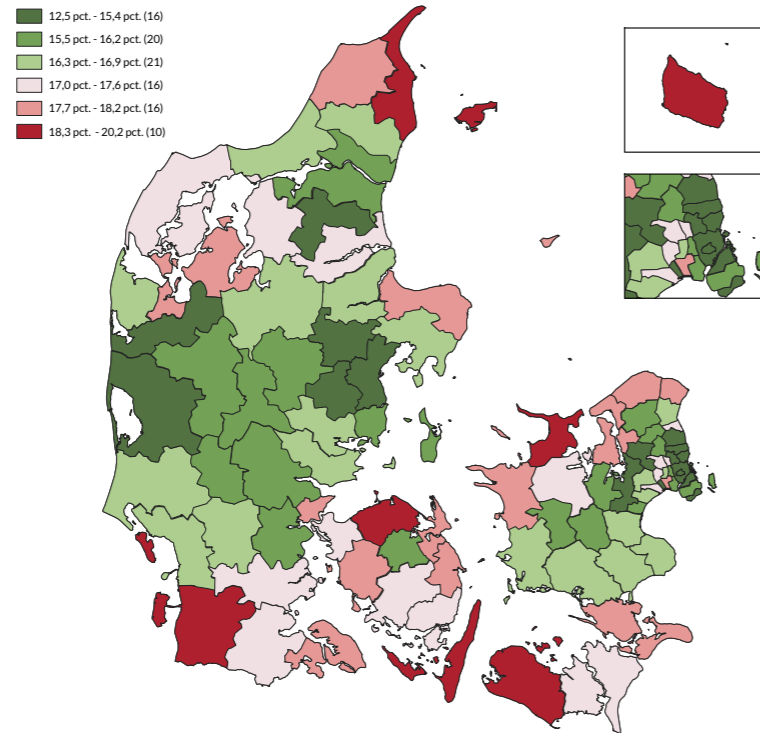 12,5 pct. - 15,4 pct. (16)
15,5 pct. - 16,2 pct. (20)
16,3 pct. - 16,9 pct. (21)
17,0 pct. - 17,6 pct. (16)
17,7 pct. - 18,2 pct. (16)
18,3 pct. - 20,2 pct. (10)